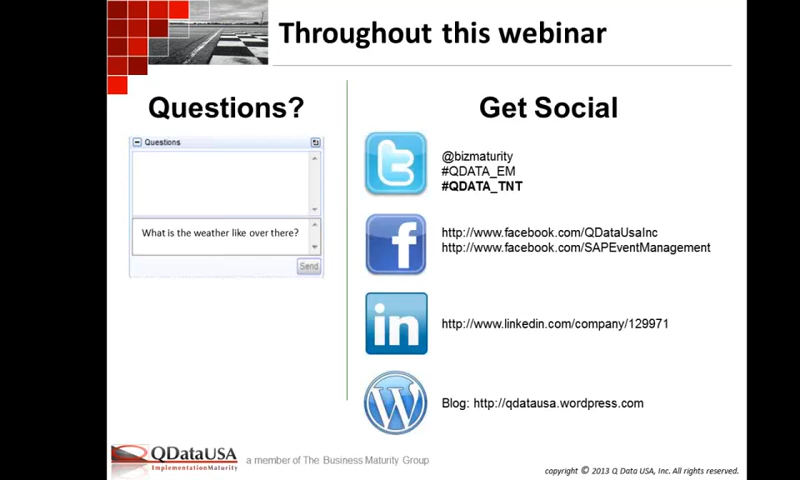 Throughout this webinar
Questions?
Questions
What is the weather like over there?
Send
Get Social
@bizmaturity
#QDATA_EM
#QDATA_TNT
http://www.facebook.com/QDataUsaInc
http://www.facebook.com/SAPEventManagement
http://www.linkedin.com/company/129971
Blog: http://qdatausa.wordpress.com
QDataUSA
ImplementationMaturity
a member of The Business Maturity Group
copyright © 2013 Q Data USA, Inc. All rights reserved.